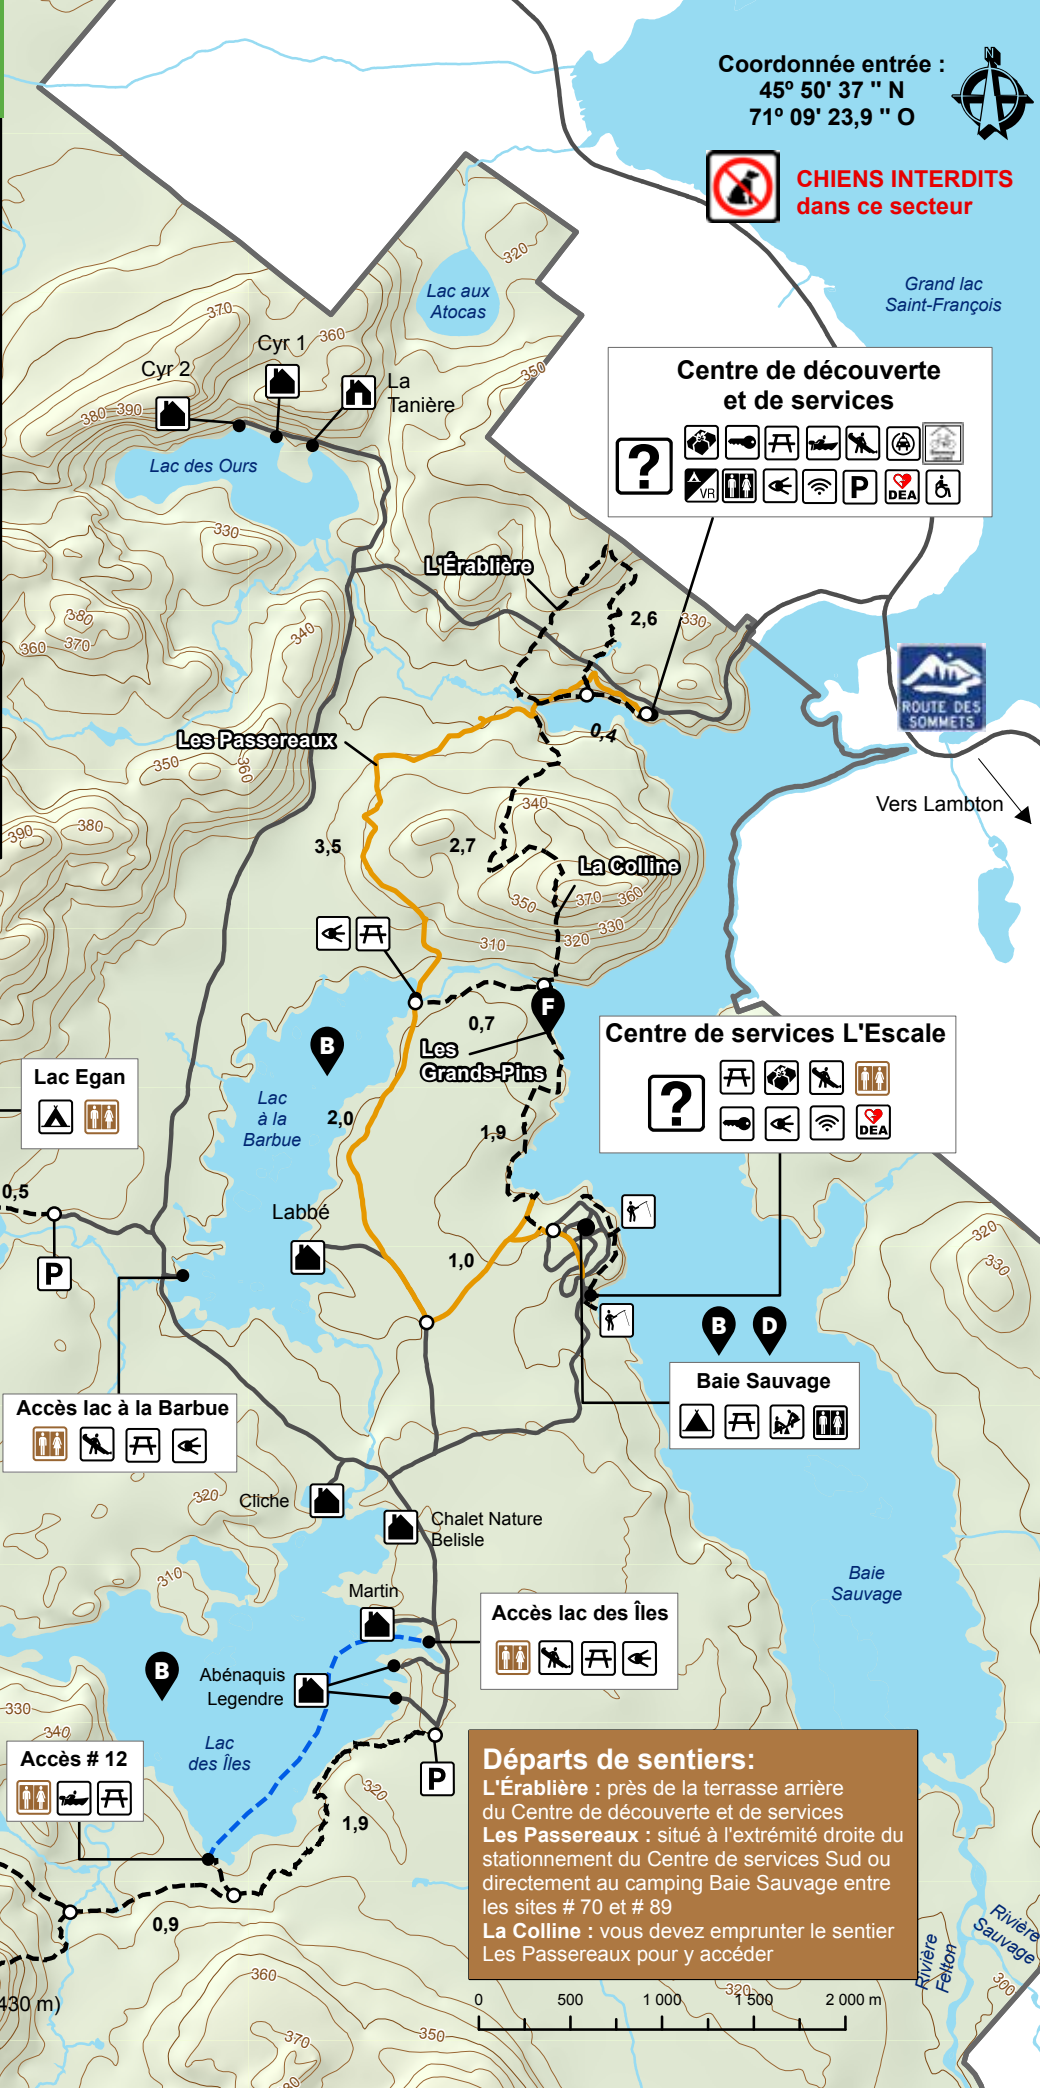 Coordonnée entrée :
45º 50' 37 " N
71º 09' 23,9 " O
N
CHIENS INTERDITS
dans ce secteur
Grand lac
Saint-François
320
Lac aux
Atocas
370
360
Cyr 1
Cyr 2
La
Tanière
350
380
390
Lac des Ours
Centre de découverte
et de services
?
VR
P
DEA
330
L'Érablière
2,6
330
380
360
370
340
ROUTE DES
SOMMETS
0,4
Les Passereaux
350
360
Vers Lambton
340
390
380
3,5
2,7
La Colline
350
370
360
330
310
320
F
0,7
B
Les
Grands-Pins
Centre de services L'Escale
?
DEA
Lac Egan
Lac
à la
Barbue
2,0
1,9
0,5
Labbé
P
1,0
320
330
B
D
Baie Sauvage
Accès lac à la Barbue
320
Cliche
Chalet Nature
Belisle
310
Baie
Sauvage
Martin
Accès lac des Îles
B
Abénaquis
Legendre
330
340
Lac
des Îles
Accès # 12
P
320
1,9
Départs de sentiers:
L'Érablière : près de la terrasse arrière
du Centre de découverte et de services
Les Passereaux : situé à l'extrémité droite du
stationnement du Centre de services Sud ou
directement au camping Baie Sauvage entre
les sites # 70 et # 89
La Colline : vous devez emprunter le sentier
Les Passereaux pour y accéder
0,9
Rivière
Sauvage
Rivière
Felton
300
360
430 m)
320
0
500
1 000
1 500
2 000 m
370
350